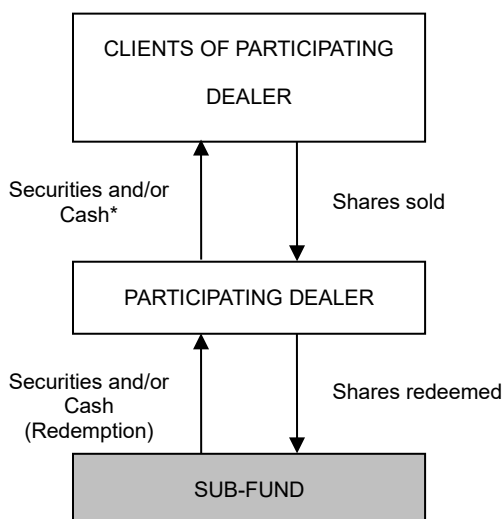 CLIENTS OF PARTICIPATING
DEALER
Securities and/or
Cash*
Shares sold
PARTICIPATING DEALER
Securities and/or
Cash
(Redemption)
Shares redeemed
SUB-FUND